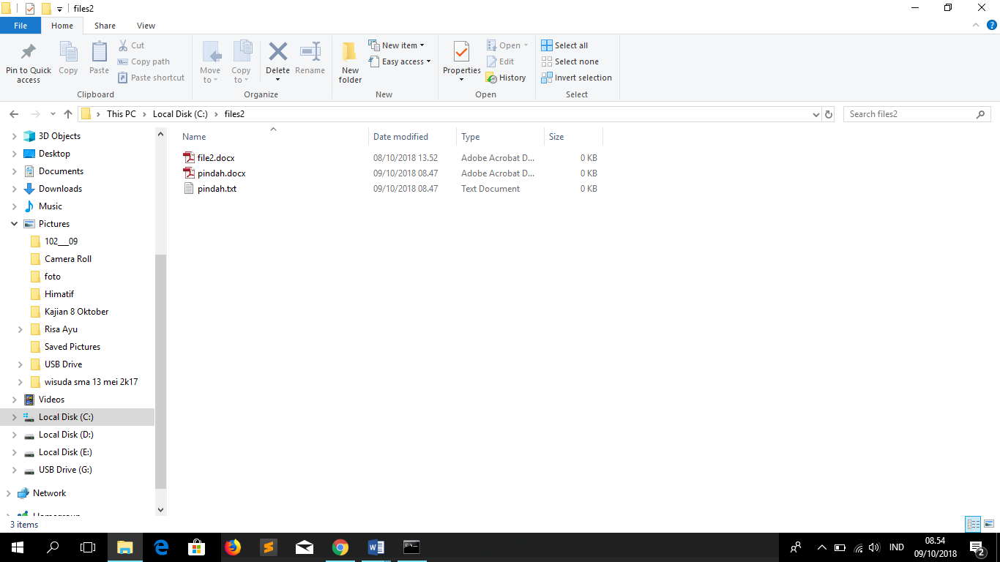 files2
File Home Share View
Pin to Quick access
Copy
Paste
Cut
Copy path
Paste shortcut
Clipboard
Move to
Copy to
Delete
Rename
Organize
New folder
New item
Easy access
New
Properties
Open
Edit
History
Open
Select all
Select none
Invert selection
Select
This PC > Local Disk (C:) > files2
Search files2
3D Objects
Desktop
Documents
Downloads
Music
Pictures
102___09
Camera Roll
foto
Himatif
Kajian 8 Oktober
Risa Ayu
Saved Pictures
USB Drive
wisuda sma 13 mei 2k17
Videos
Local Disk (C:)
Local Disk (D:)
Local Disk (E:)
USB Drive (G:)
Network
Name Date modified Type Size
file2.docx 08/10/2018 13.52 Adobe Acrobat D... 0 KB
pindah.docx 09/10/2018 08.47 Adobe Acrobat D... 0 KB
pindah.txt 09/10/2018 08.47 Text Document 0 KB
3 items
IND
08.54
09/10/2018
2